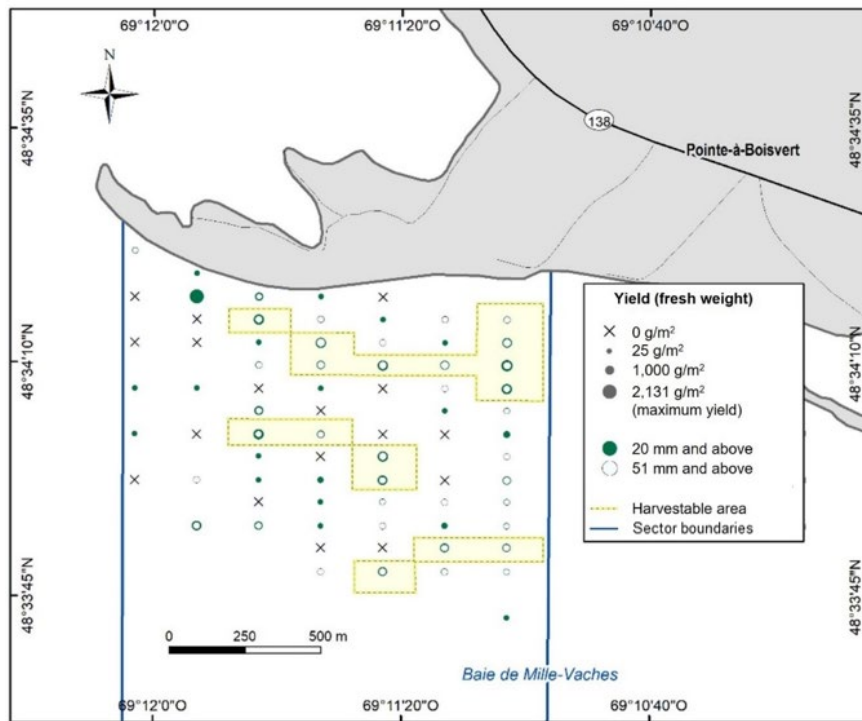 69°12'0"O 69°11'20"O 69°10'40"O
N
48°34'35"N 48°34'35"N
138
Pointe-à-Boisvert
Yield (fresh weight)
0 g/m²
25 g/m²
1,000 g/m²
2,131 g/m²
(maximum yield)
20 mm and above
51 mm and above
Harvestable area
Sector boundaries
48°34'10"N 48°34'10"N
48°33'45"N 48°33'45"N
0 250 500 m
Baie de Mille-Vaches
69°12'0"O 69°11'20"O 69°10'40"O